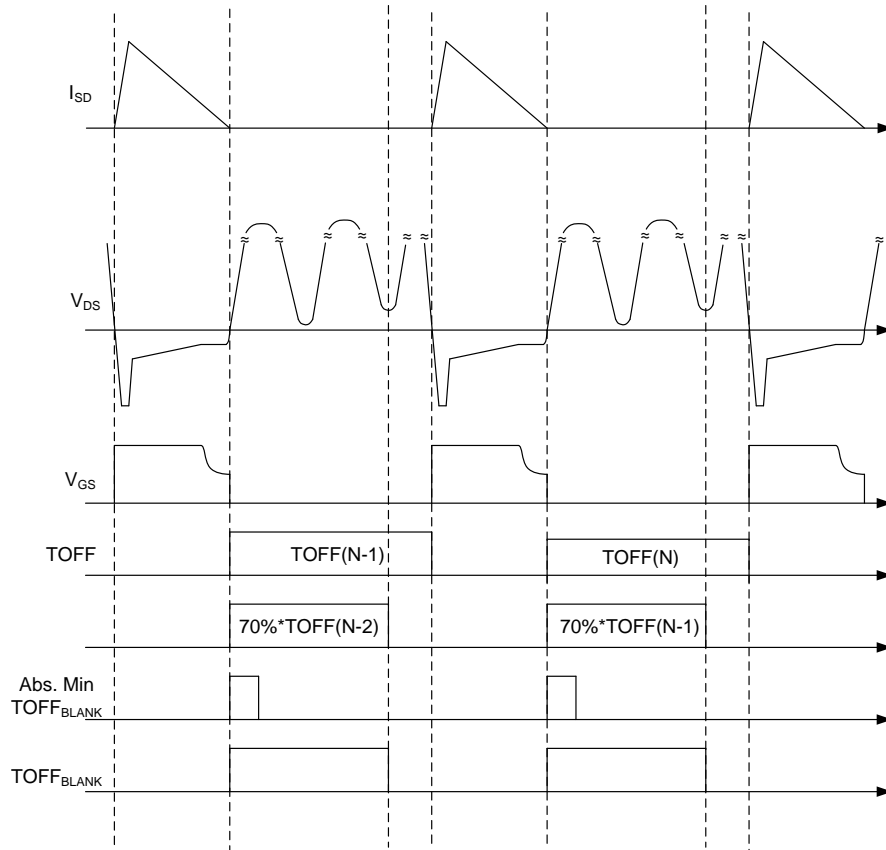 I_SD
V_DS
V_GS
TOFF
TOFF(N-1)
TOFF(N)
70%*TOFF(N-2)
70%*TOFF(N-1)
Abs. Min
TOFF_BLANK
TOFF_BLANK